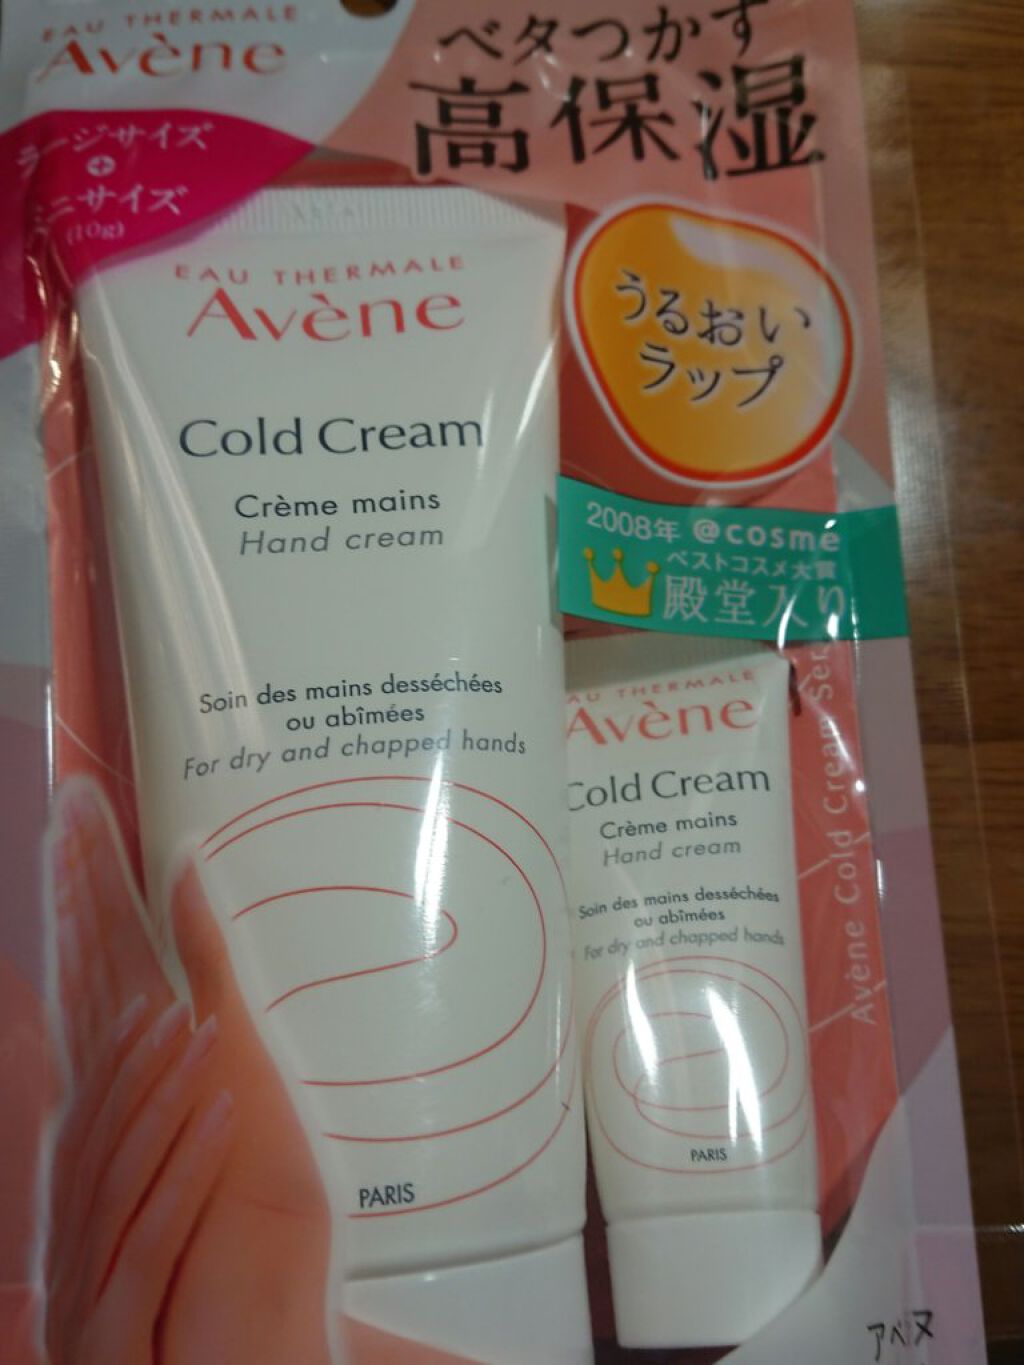 EAU THERMALE
Avène
ベタつかず
高保湿
ラージサイズ
+
ミニサイズ
(10g)
EAU THERMALE
Avène
Cold Cream
Crème mains
Hand cream
Soin des mains desséchées
ou abîmées
For dry and chapped hands
PARIS
うるおい
ラップ
2008年 @cosme
ベストコスメ大賞
殿堂入り
EAU THERMALE
Avène
Cold Cream
Crème mains
Hand cream
Soin des mains desséchées
ou abîmées
For dry and chapped hands
PARIS
Avène Cold Cream
アベンヌ